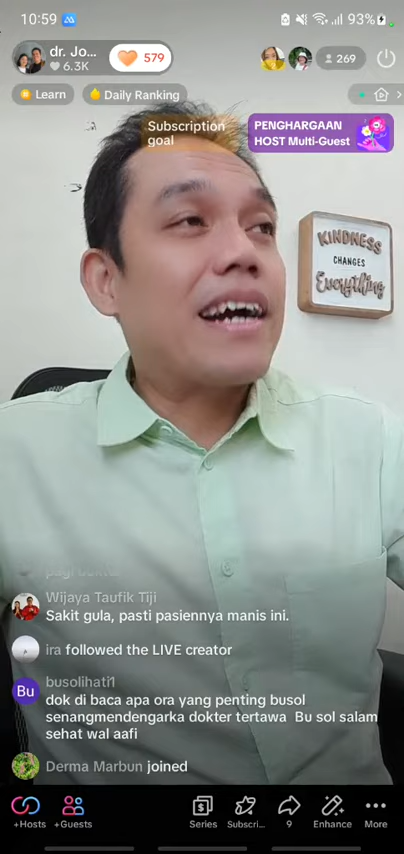 10:59
93%
dr. Jo...
6.3K
579
269
Learn
Daily Ranking
Subscription
goal
PENGHARGAAN
HOST Multi-Guest
KINDNESS
CHANGES
Everything
pagi dokter
Wijaya Taufik Tiji
Sakit gula, pasti pasiennya manis ini.
ira followed the LIVE creator
Bu
busolihati1
dok di baca apa ora yang penting busol
senangmendengarka dokter tertawa Bu sol salam
sehat wal aafi
Derma Marbun joined
+Hosts
+Guests
Series
Subscri...
9
Enhance
More